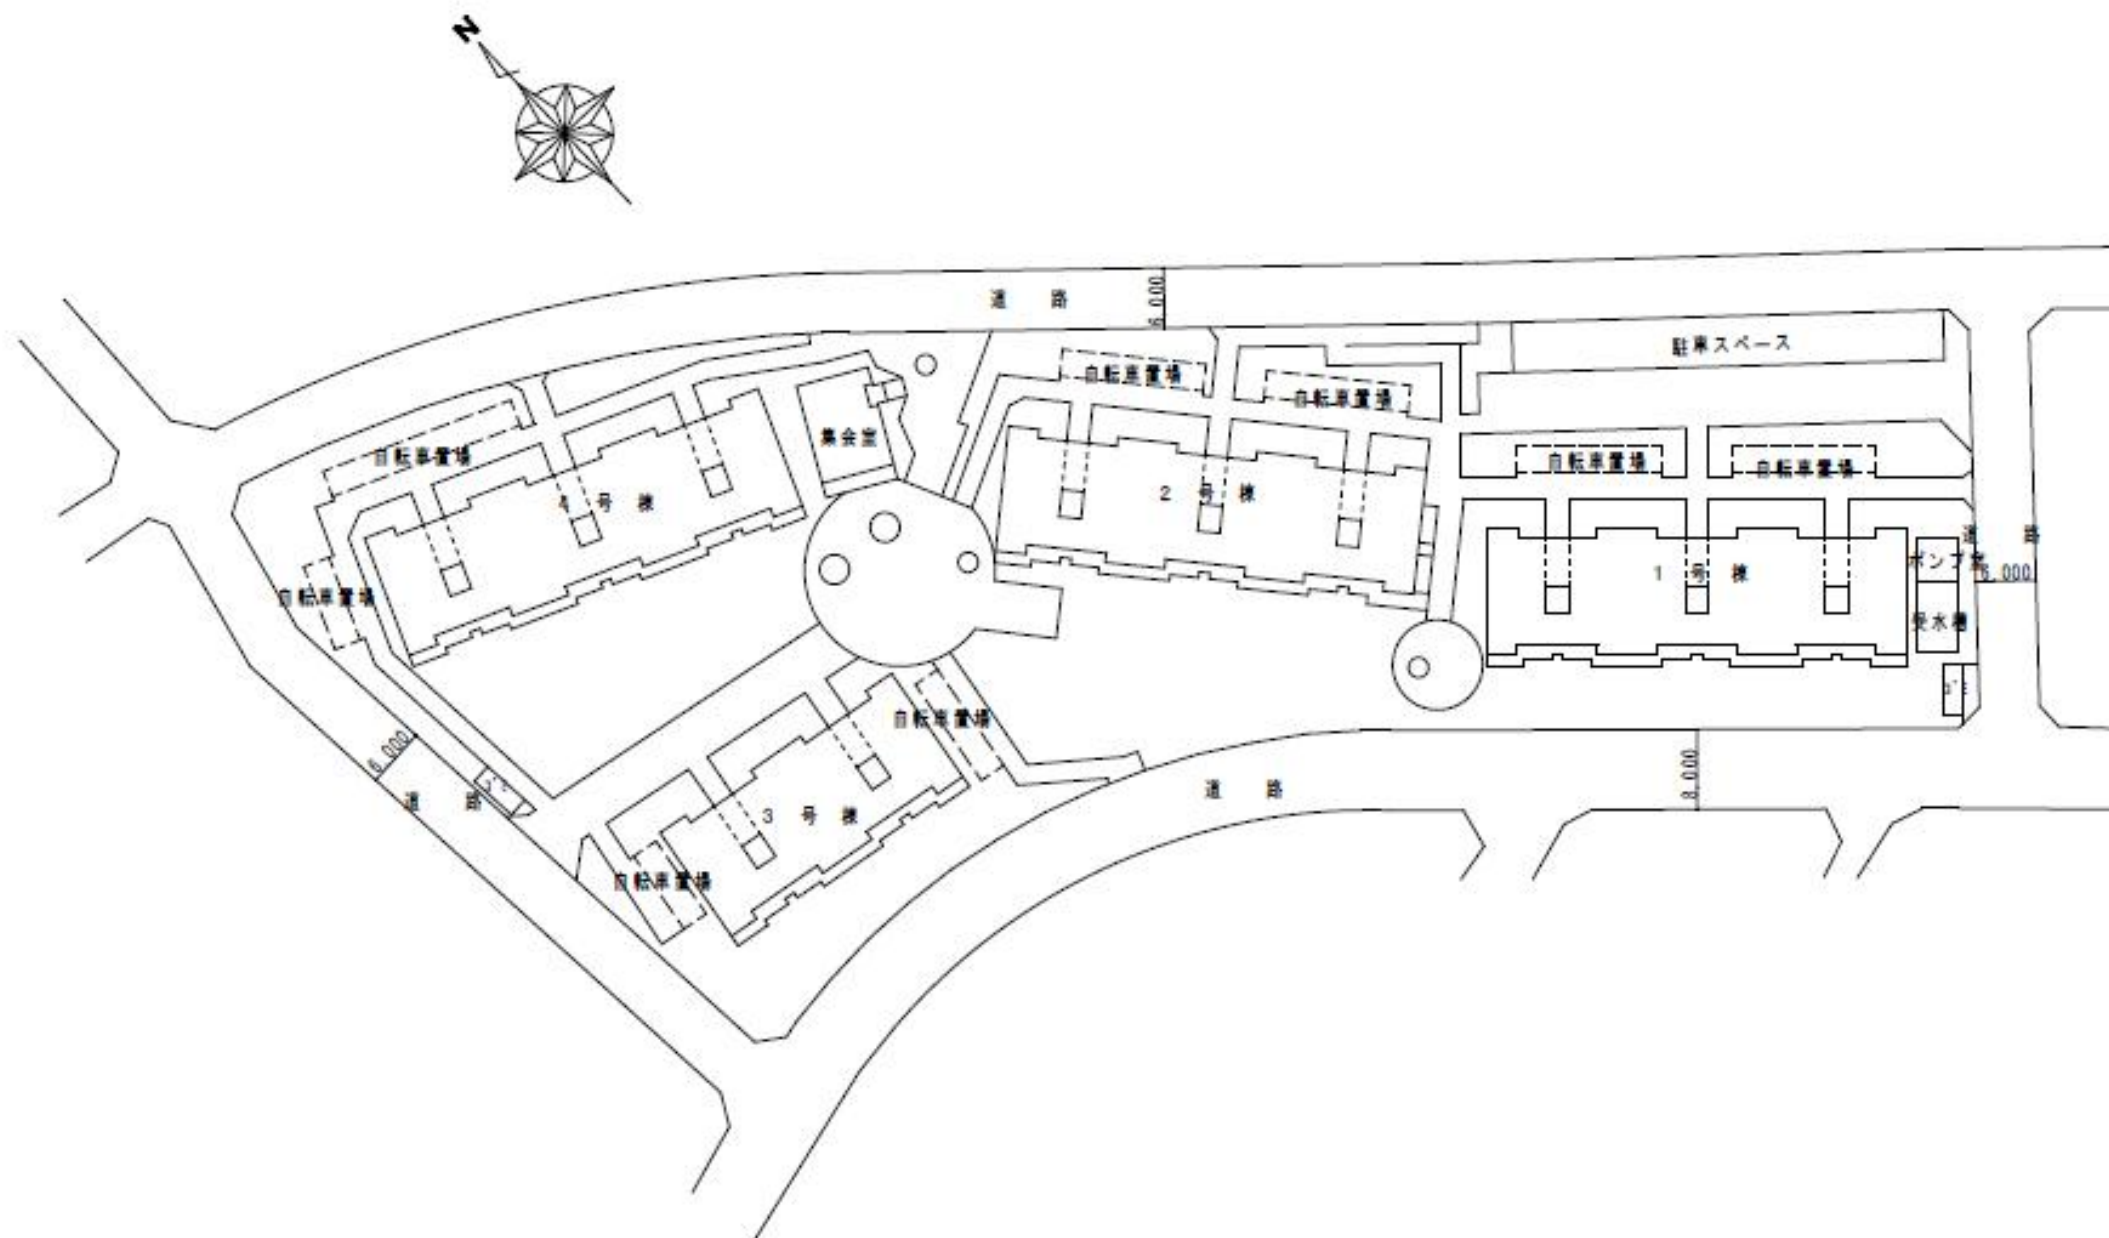 N
道 路
6.000
駐車スペース
自転車置場
自転車置場
自転車置場
集会室
自転車置場
自転車置場
4 号 棟
2 号 棟
道 路
ポンプ室
6.000
1 号 棟
自転車置場
受水槽
ゴミ
自転車置場
6.000
道 路
ゴミ
3 号 棟
道 路
8.000
自転車置場